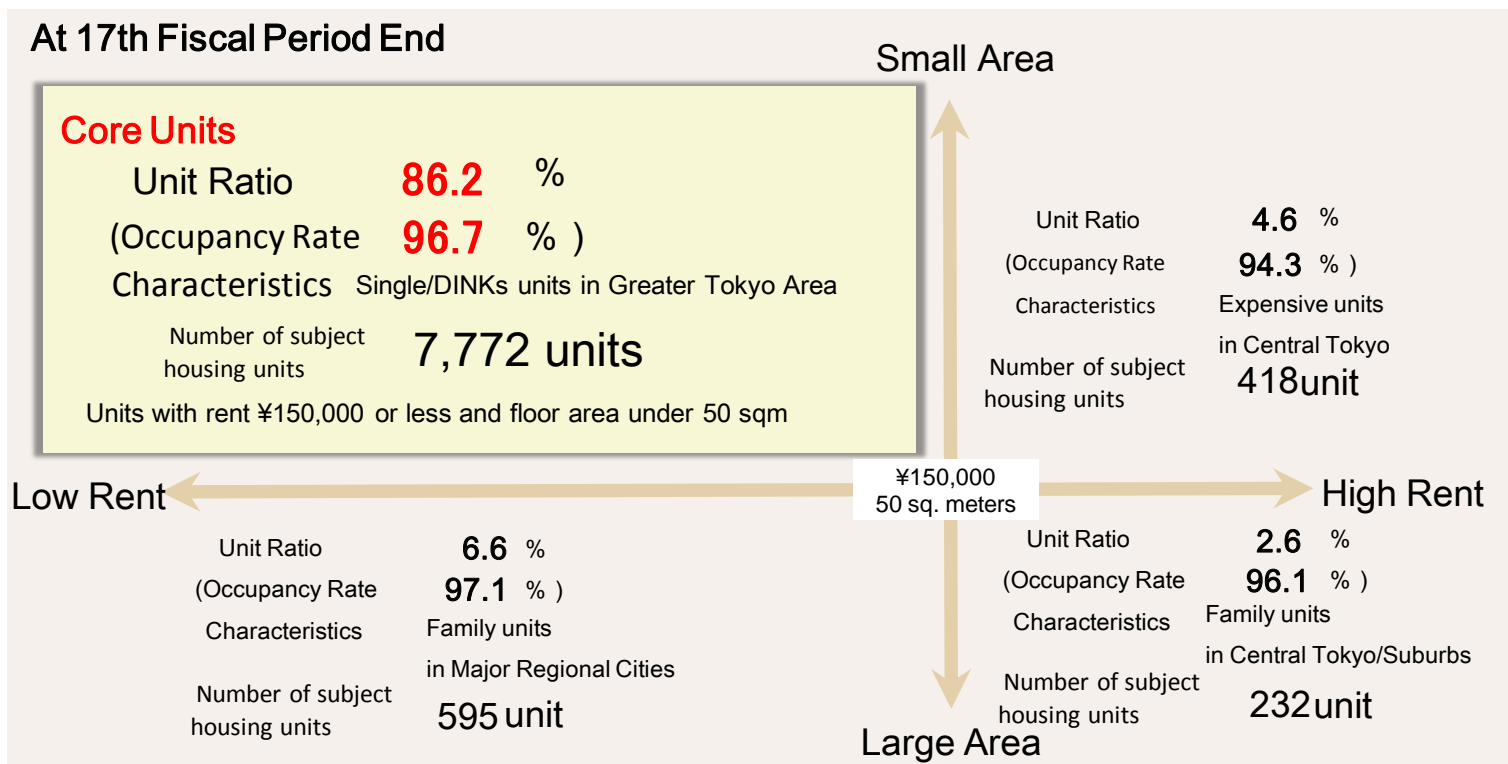 At 17th Fiscal Period End
Small Area
Core Units
Unit Ratio 86.2 %
(Occupancy Rate 96.7 % )
Characteristics Single/DINKs units in Greater Tokyo Area
Number of subject
housing units
7,772 units
Units with rent ¥150,000 or less and floor area under 50 sqm
Unit Ratio 4.6 %
(Occupancy Rate 94.3 % )
Characteristics Expensive units
in Central Tokyo
Number of subject
housing units
418unit
Low Rent
¥150,000
50 sq. meters
High Rent
Unit Ratio 6.6 %
(Occupancy Rate 97.1 % )
Characteristics Family units
in Major Regional Cities
Number of subject
housing units
595 unit
Unit Ratio 2.6 %
(Occupancy Rate 96.1 % )
Characteristics Family units
in Central Tokyo/Suburbs
Number of subject
housing units
232unit
Large Area